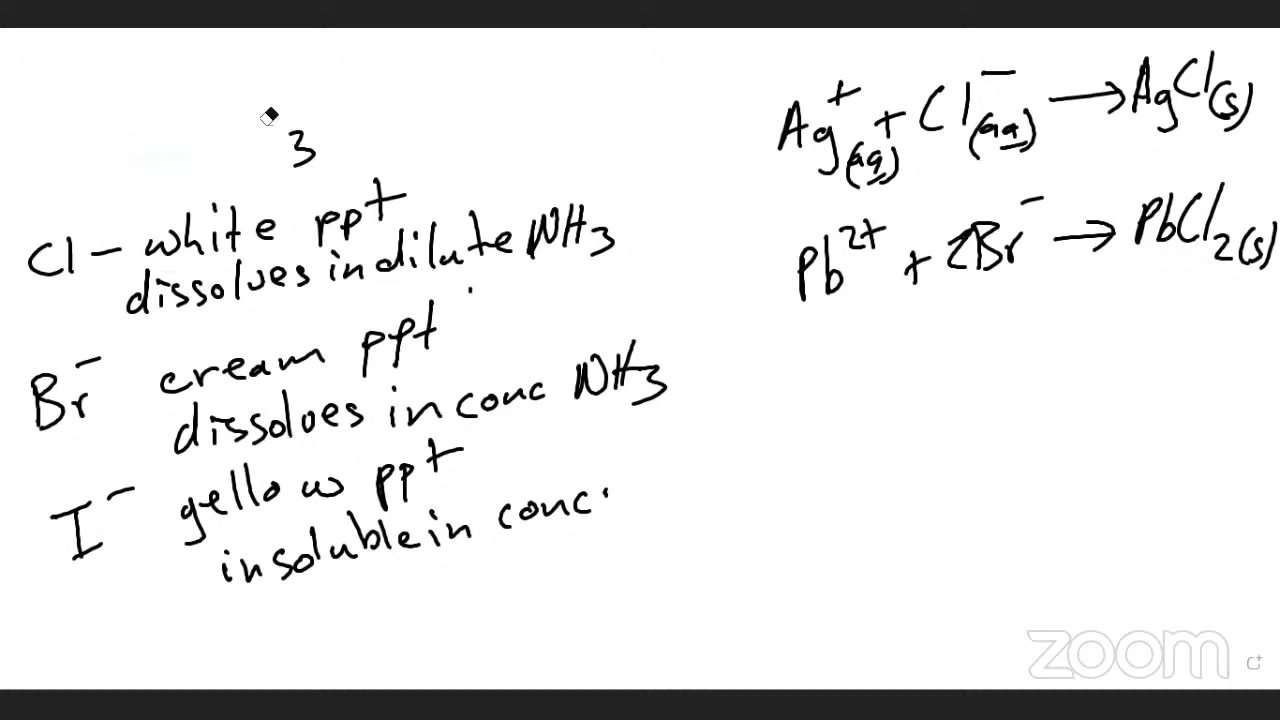 3
Cl - white ppt
dissolves in dilute NH3
Br⁻ cream ppt
dissolves in conc NH3
I⁻ yellow ppt
insoluble in conc.
Ag⁺(aq) + Cl⁻(aq) → AgCl(s)
Pb²⁺ + 2Br⁻ → PbCl2(s)
zoom